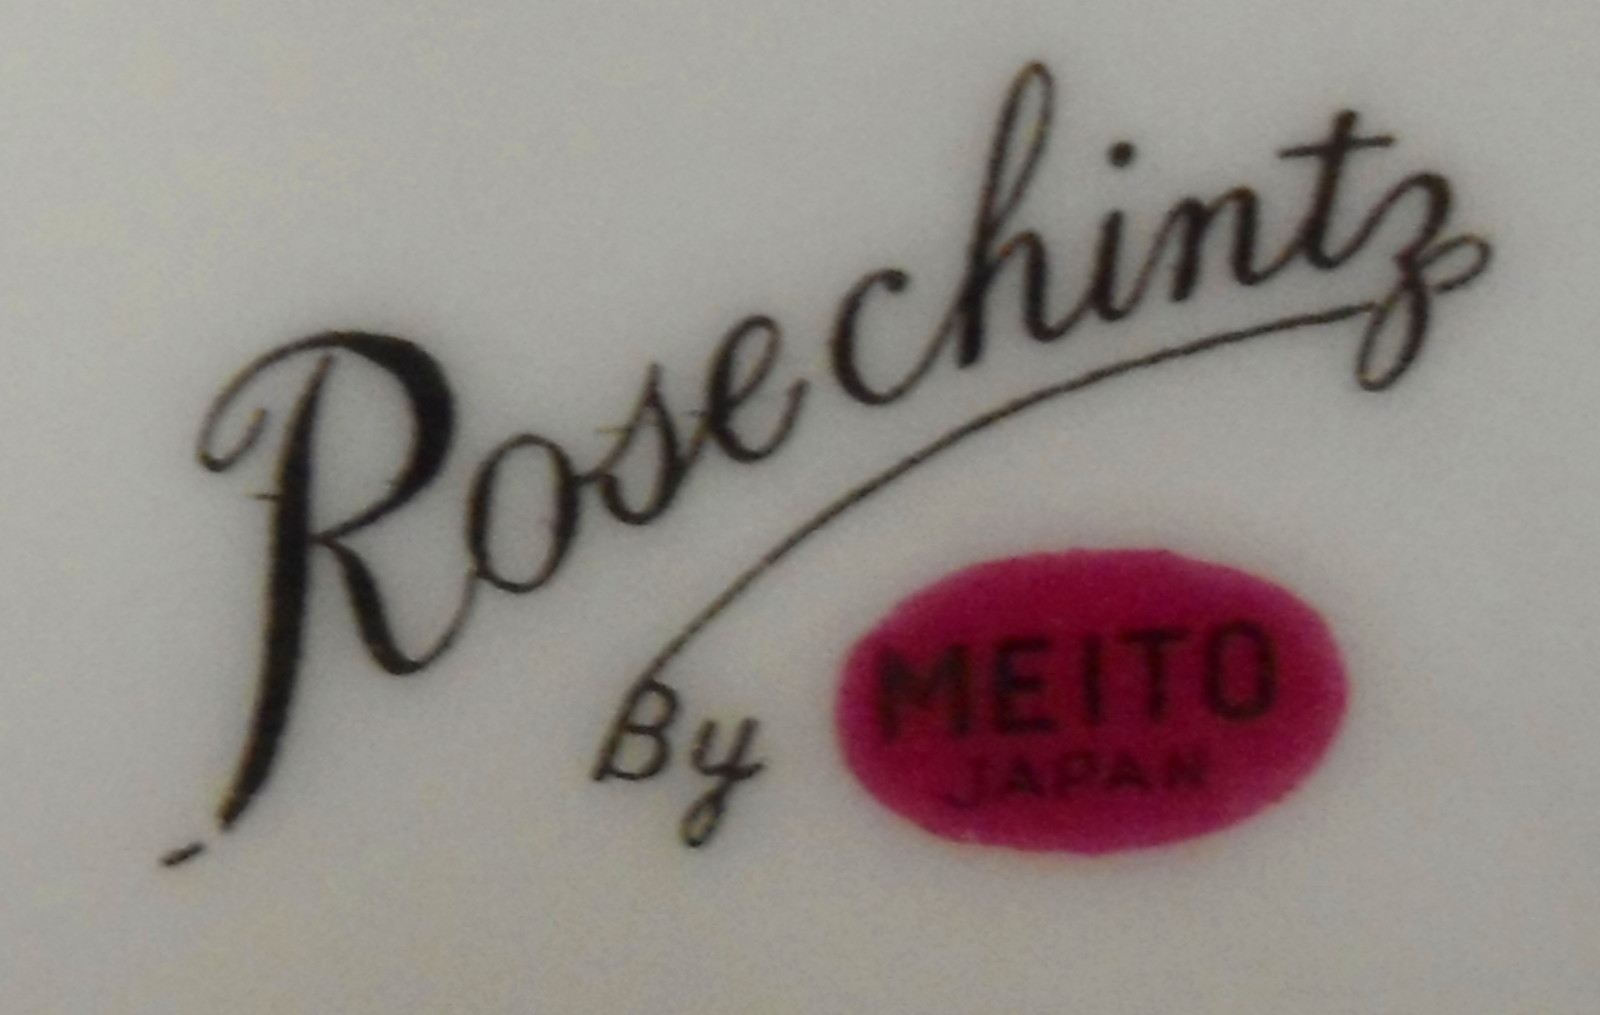 Rosechintz
By MEITO
JAPAN